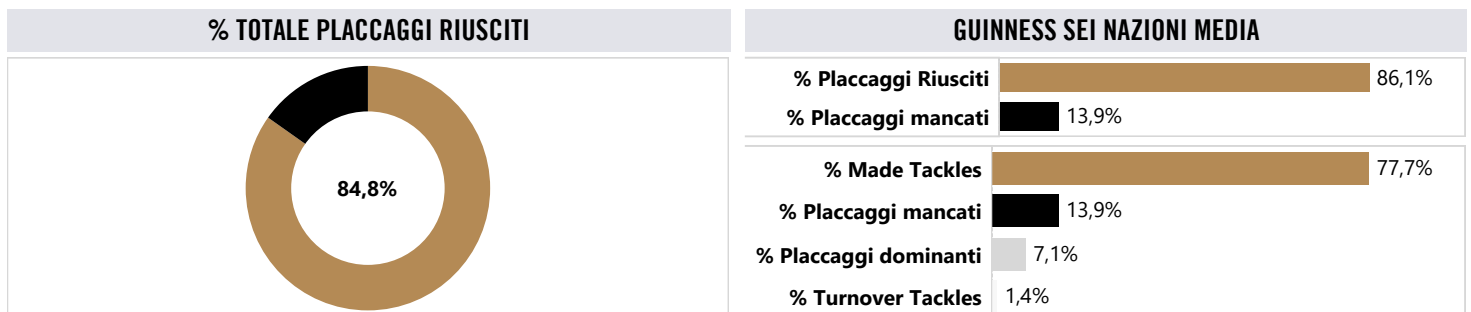 % TOTALE PLACCAGGI RIUSCITI
84,8%
GUINNESS SEI NAZIONI MEDIA
% Placcaggi Riusciti 86,1%
% Placcaggi mancati 13,9%
% Made Tackles 77,7%
% Placcaggi mancati 13,9%
% Placcaggi dominanti 7,1%
% Turnover Tackles 1,4%